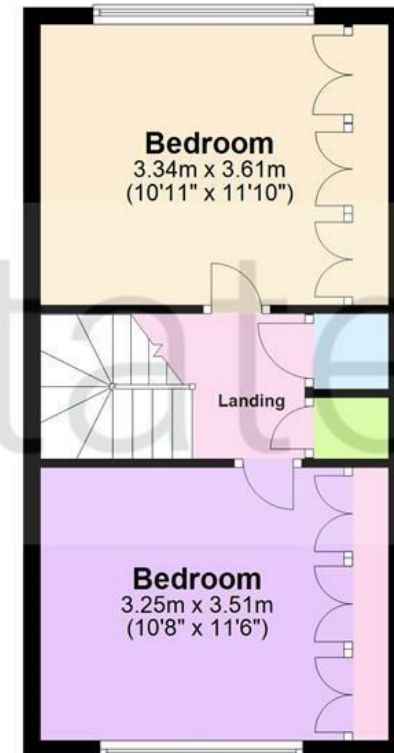 Bedroom
3.34m x 3.61m
(10'11" x 11'10")
tate
Landing
Bedroom
3.25m x 3.51m
(10'8" x 11'6")